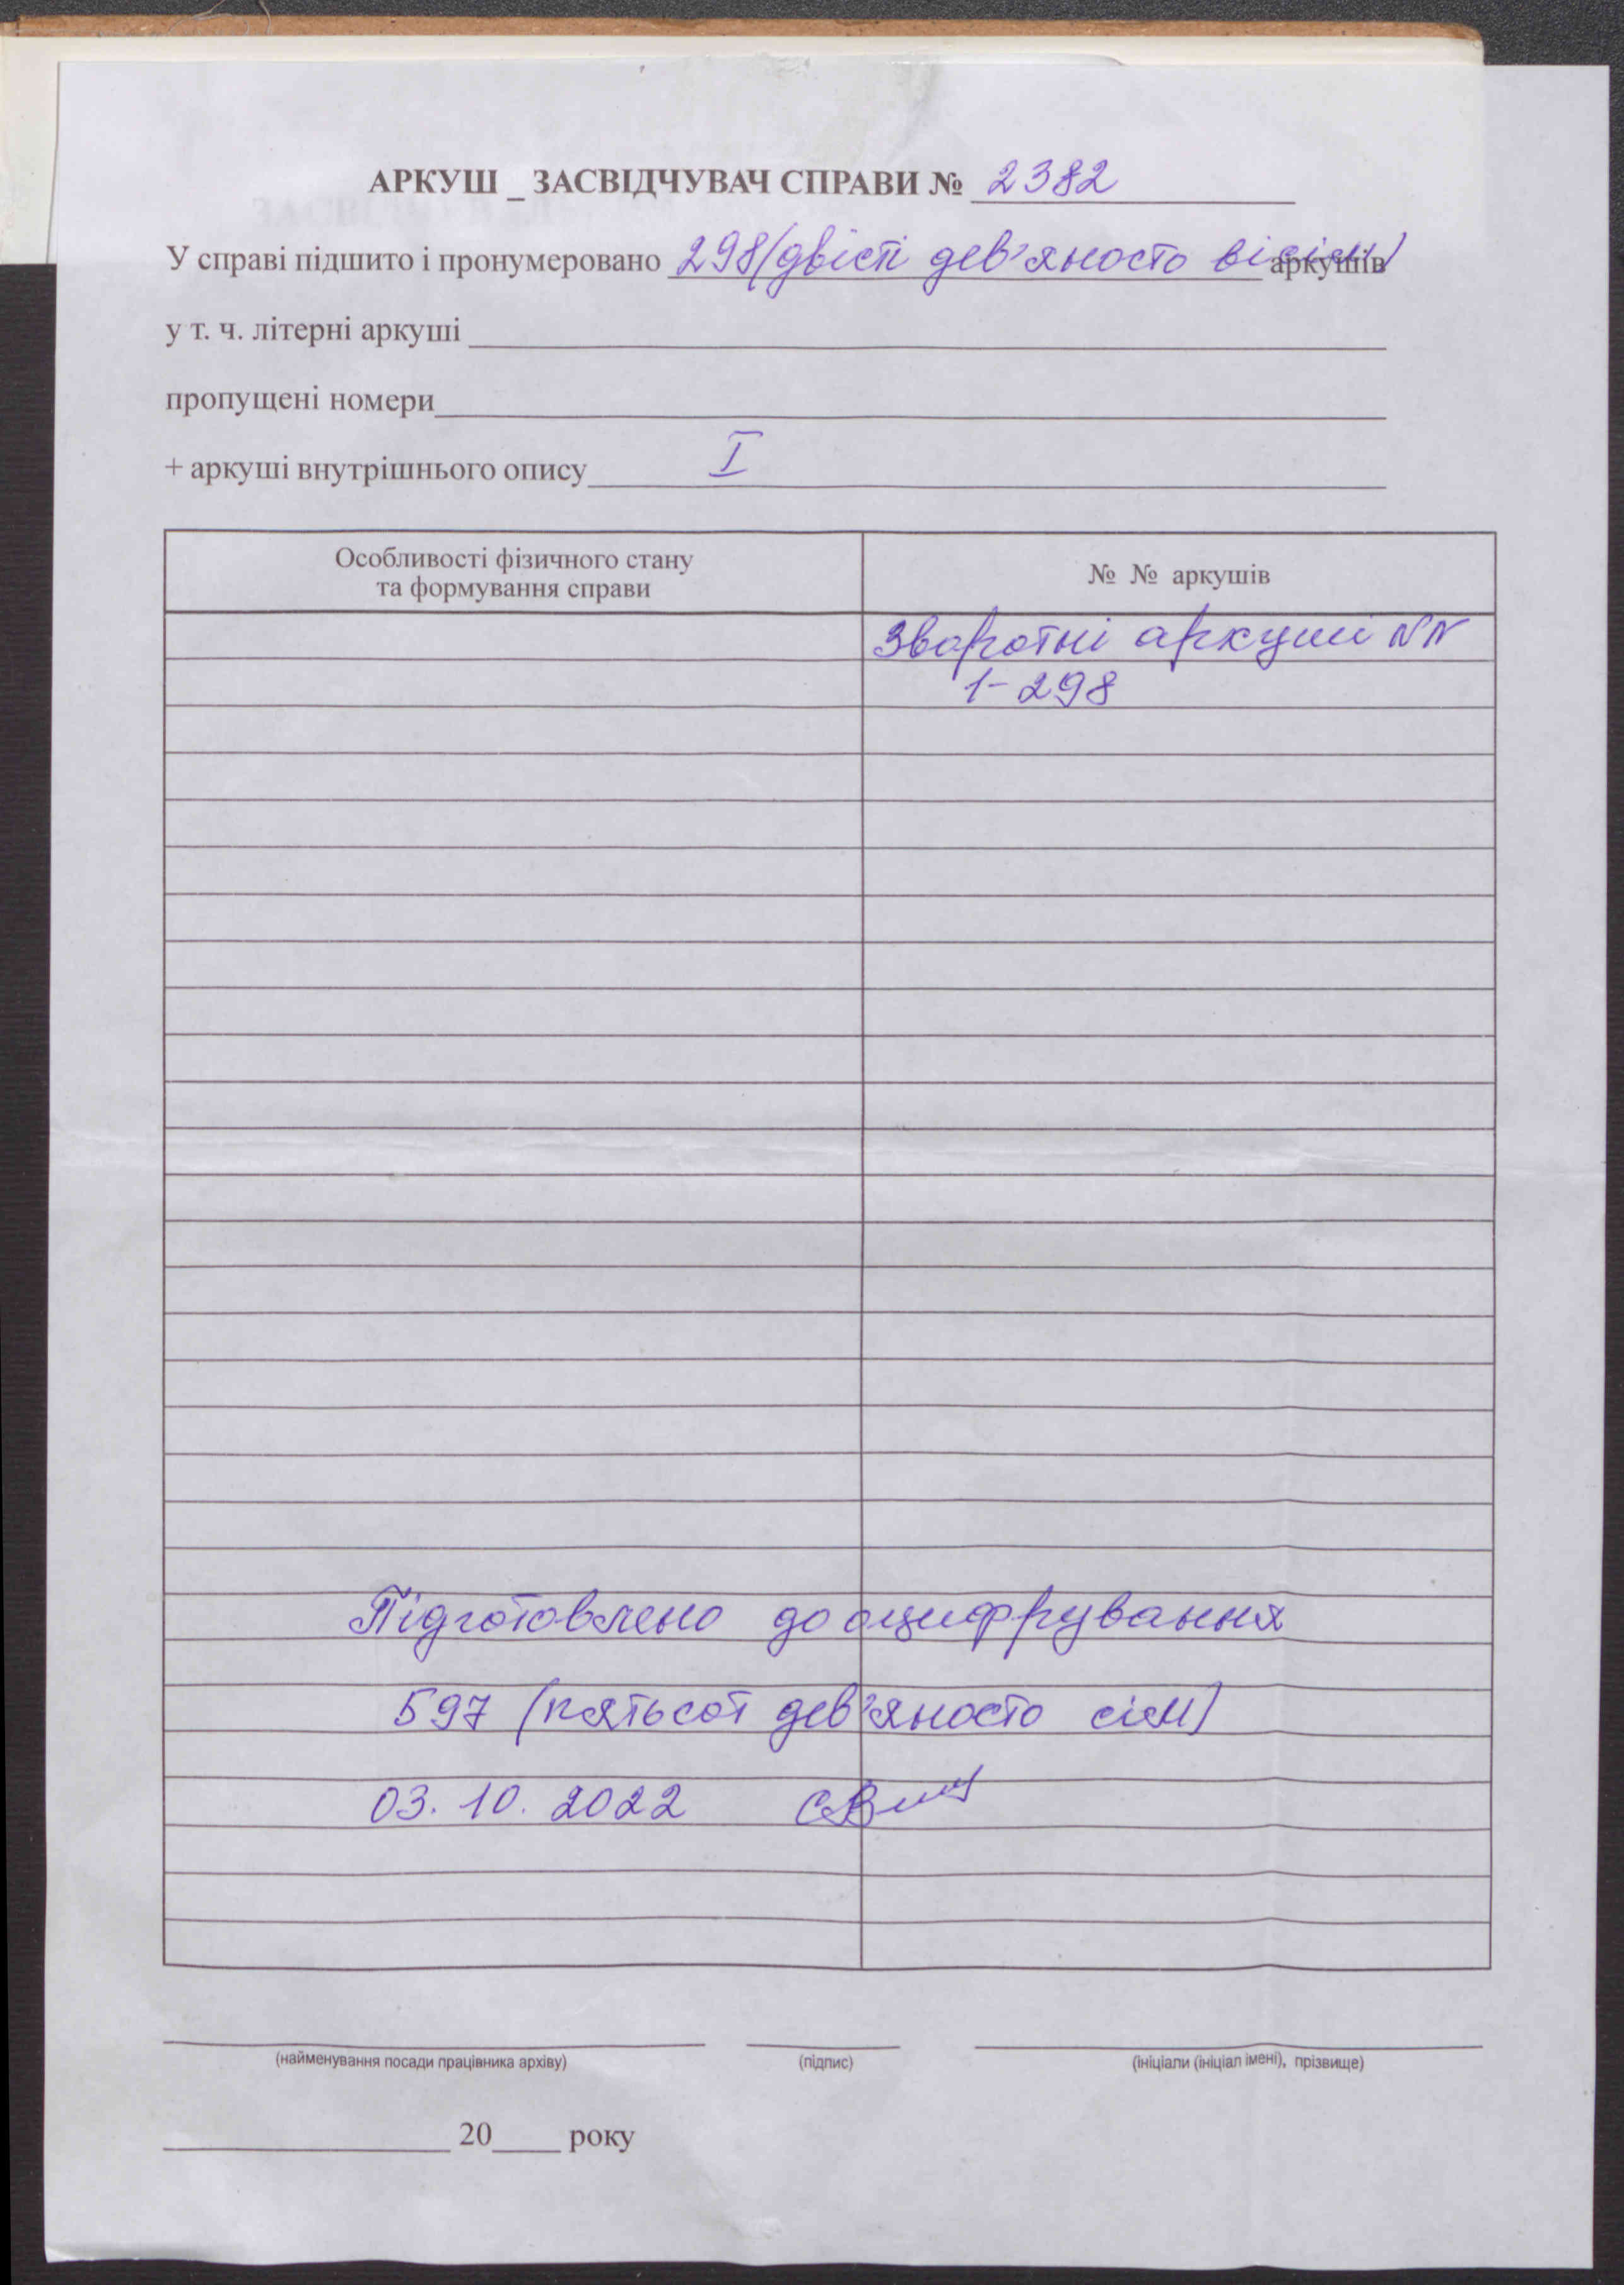 АРКУШ _ ЗАСВІДЧУВАЧ СПРАВИ № 2382
У справі підшито і пронумеровано 298 (двісті дев'яносто вісім) аркушів
у т. ч. літерні аркуші
пропущені номери
+ аркуші внутрішнього опису I
Особливості фізичного стану
та формування справи
№ № аркушів
Зворотні аркуші NN
1-298
Підготовлено до оцифрування
597 (пятьсот дев'яносто сім)
03. 10. 2022
(найменування посади працівника архіву) (підпис) (ініціали (ініціал імені), прізвище)
20 року